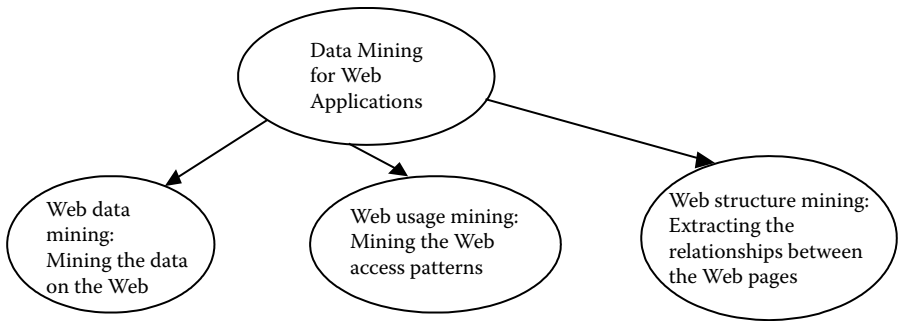 Data Mining
for Web
Applications
Web data
mining:
Mining the data
on the Web
Web usage mining:
Mining the Web
access patterns
Web structure mining:
Extracting the
relationships between
the Web pages